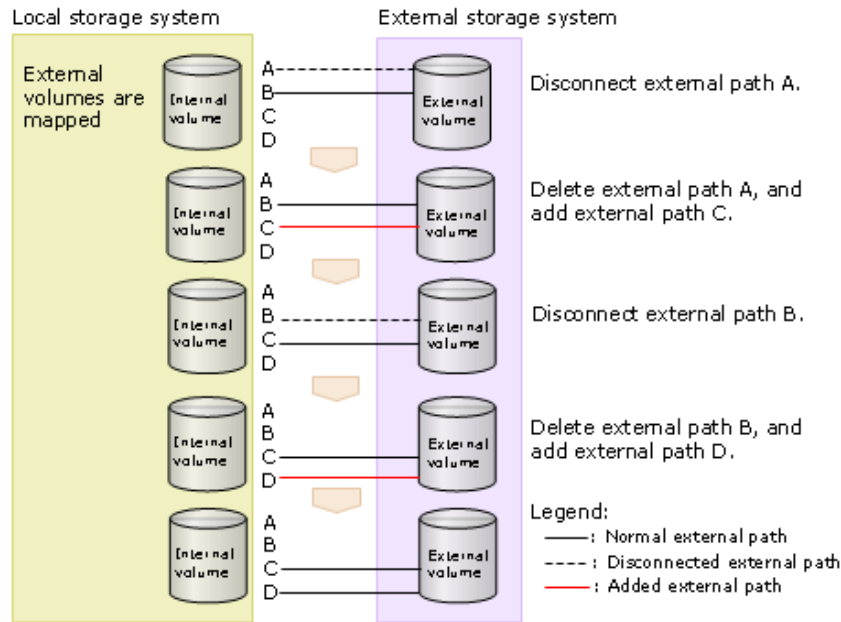 Local storage system
External storage system
External
volumes are
mapped
Internal
volume
A
B
C
D
External
volume
Disconnect external path A.
Internal
volume
A
B
C
D
External
volume
Delete external path A, and
add external path C.
Internal
volume
A
B
C
D
External
volume
Disconnect external path B.
Internal
volume
A
B
C
D
External
volume
Delete external path B, and
add external path D.
Internal
volume
A
B
C
D
External
volume
Legend:
: Normal external path
: Disconnected external path
: Added external path